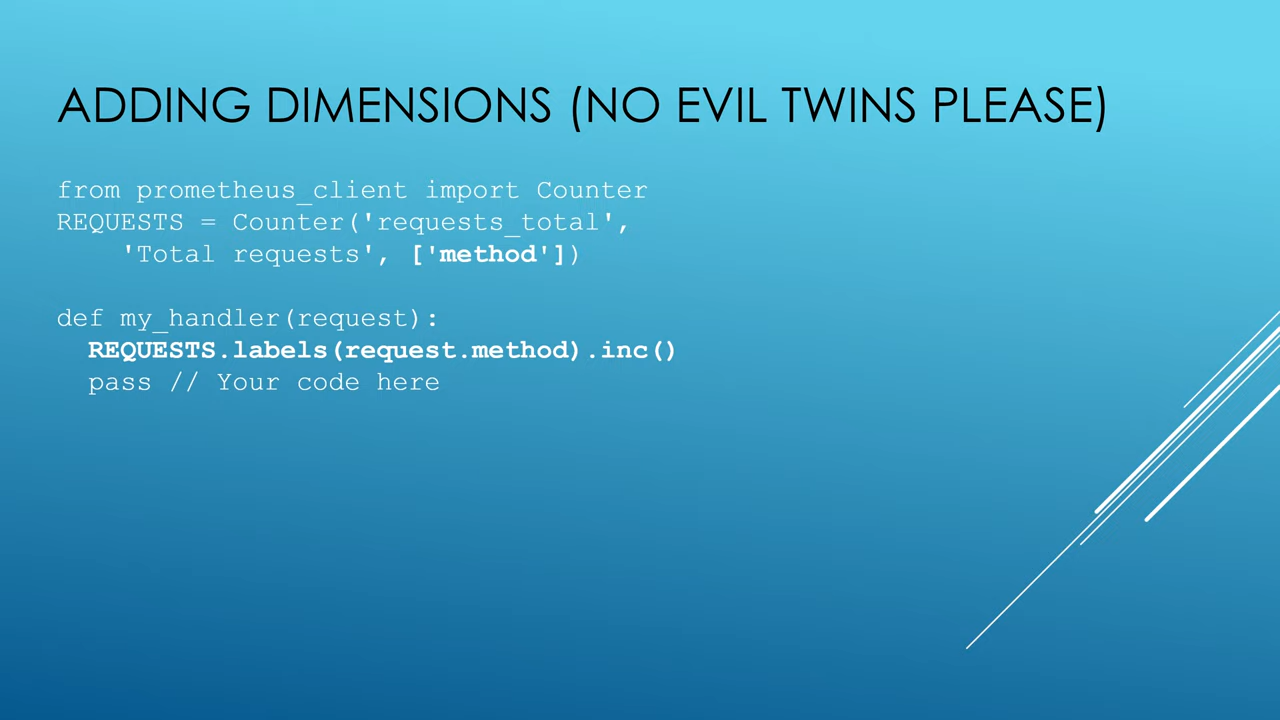 ADDING DIMENSIONS (NO EVIL TWINS PLEASE)
from prometheus_client import Counter
REQUESTS = Counter('requests_total',
    'Total requests', ['method'])
def my_handler(request):
  REQUESTS.labels(request.method).inc()
  pass // Your code here